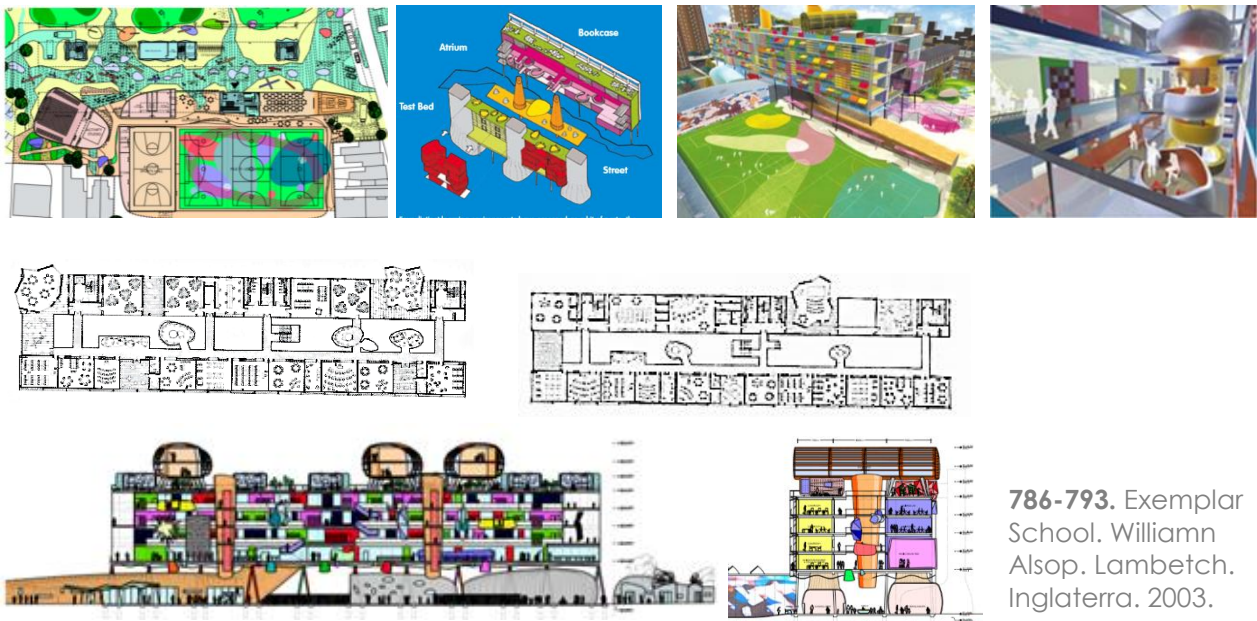 Atrium
Bookcase
Test Bed
Street
786-793. Exemplar
School. Williamn
Alsop. Lambetch.
Inglaterra. 2003.